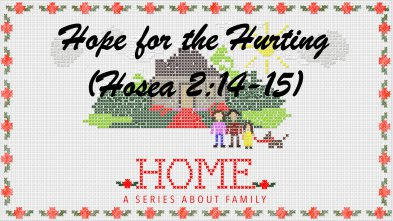 Hope for the Hurting
(Hosea 2:14-15)
HOME
A SERIES ABOUT FAMILY